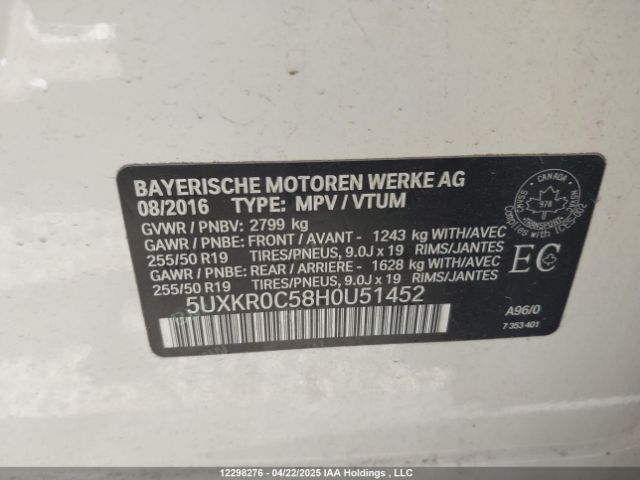 BAYERISCHE MOTOREN WERKE AG
08/2016 TYPE: MPV / VTUM
GVWR / PNBV: 2799 kg
GAWR / PNBE: FRONT / AVANT - 1243 kg WITH/AVEC
255/50 R19 TIRES/PNEUS, 9.0J x 19 RIMS/JANTES
GAWR / PNBE: REAR / ARRIERE - 1628 kg WITH/AVEC
255/50 R19 TIRES/PNEUS, 9.0J x 19 RIMS/JANTES
5UXKR0C58H0U51452
CANADA
978
TRANSPORT
EC
A96/0
7 353 401
12298276 - 04/22/2025 IAA Holdings , LLC